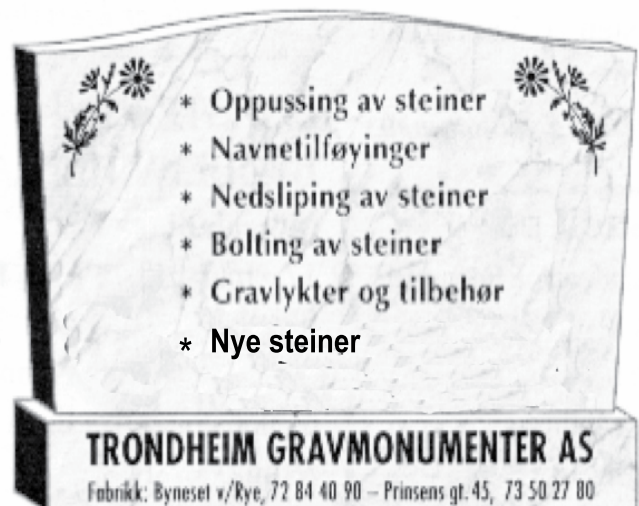 * Oppussing av steiner
* Navnetilføyinger
* Nedsliping av steiner
* Bolting av steiner
* Gravlykter og tilbehør
* Nye steiner
TRONDHEIM GRAVMONUMENTER AS
Fabrikk: Byneset v/Rye, 72 84 40 90 – Prinsens gt. 45, 73 50 27 80